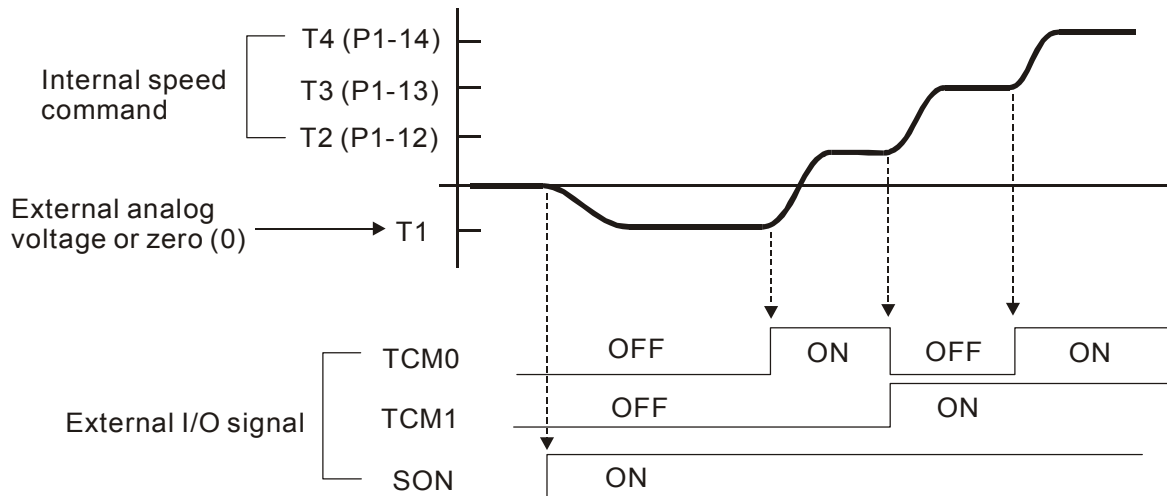 T4 (P1-14)
Internal speed
command
T3 (P1-13)
T2 (P1-12)
External analog
voltage or zero (0)
T1
TCM0
OFF
ON
OFF
ON
External I/O signal
TCM1
OFF
ON
SON
ON